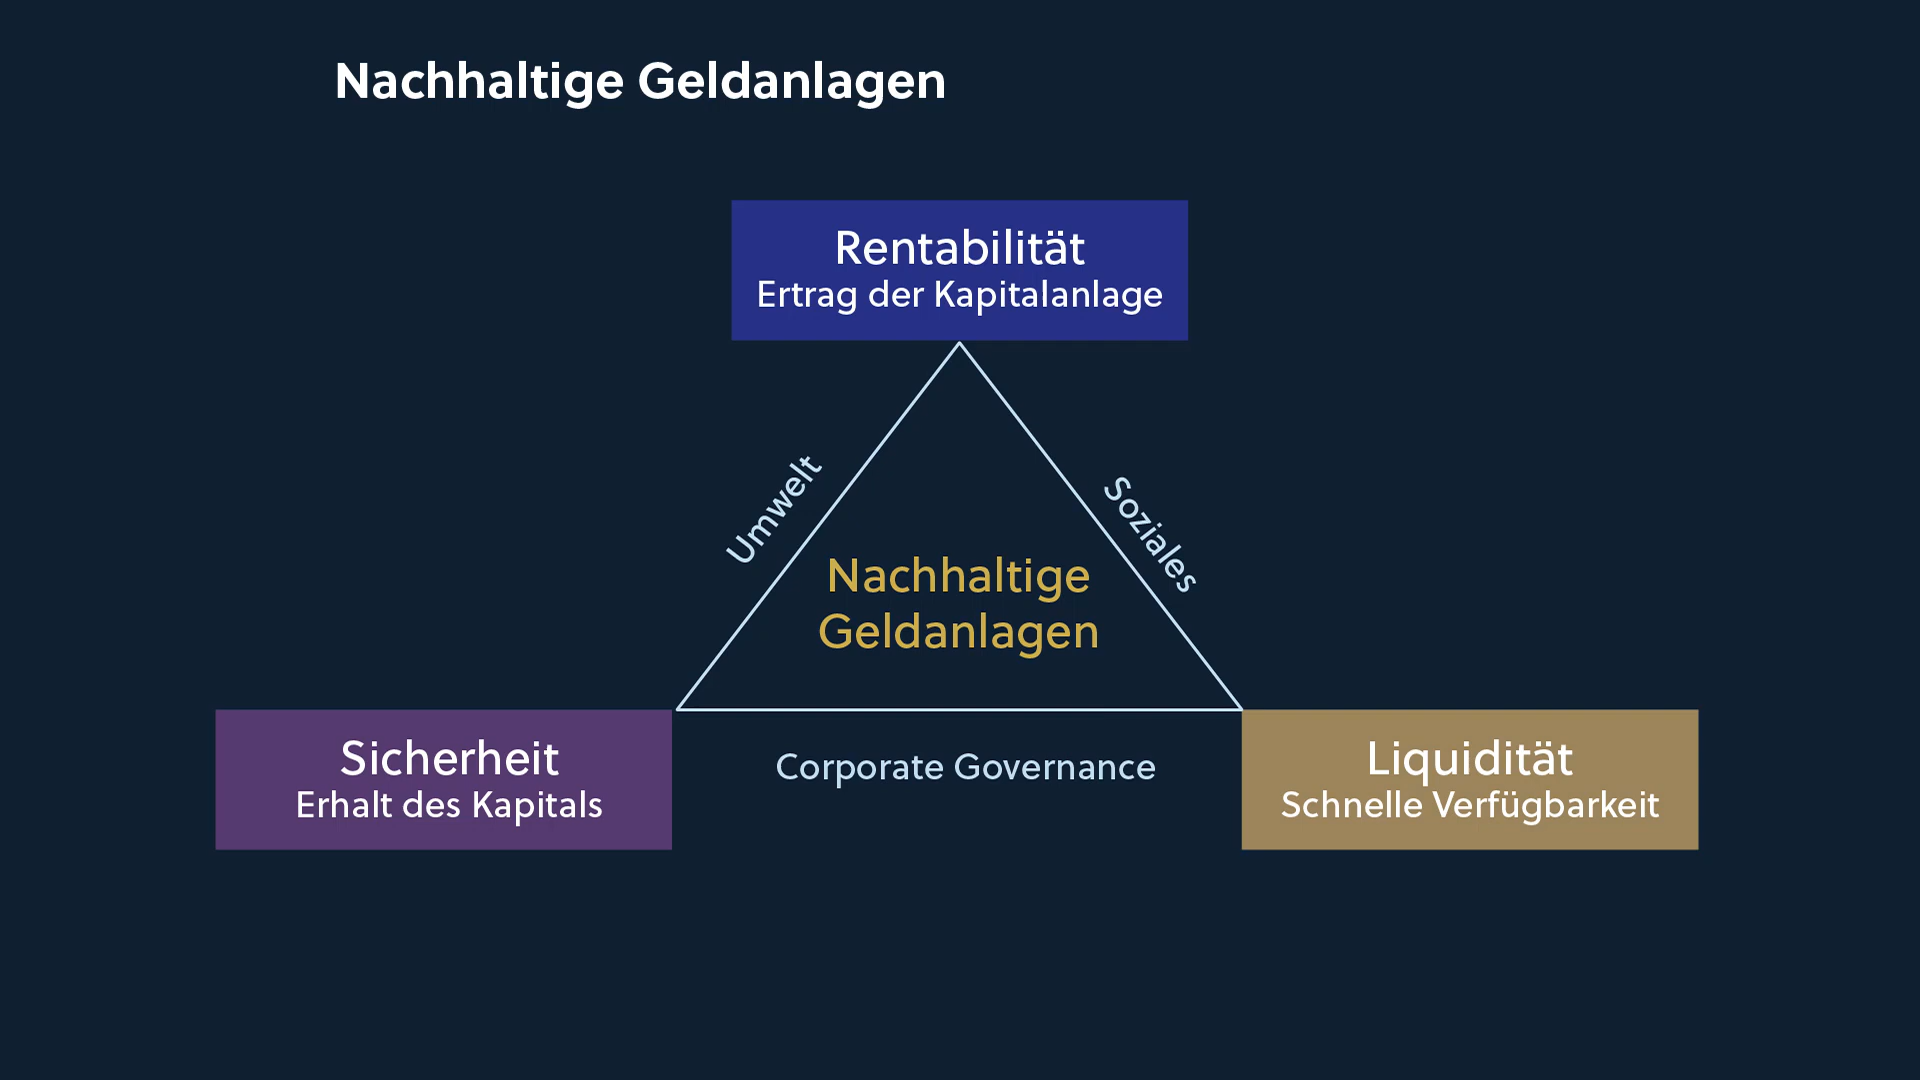 Nachhaltige Geldanlagen
Rentabilität
Ertrag der Kapitalanlage
Umwelt
Soziales
Nachhaltige
Geldanlagen
Sicherheit
Erhalt des Kapitals
Corporate Governance
Liquidität
Schnelle Verfügbarkeit